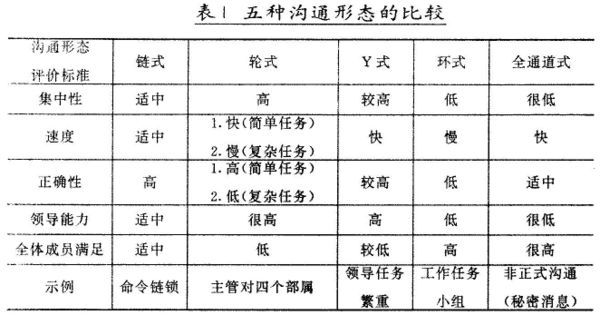 表1 五种沟通形态的比较
沟通形态
评价标准 链式 轮式 Y式 环式 全通道式
集中性 适中 高 较高 低 很低
速度 适中 1.快(简单任务) 2.慢(复杂任务) 快 慢 快
正确性 高 1.高(简单任务) 2.低(复杂任务) 较高 低 适中
领导能力 适中 很高 高 低 很低
全体成员满足 适中 低 较低 高 很高
示例 命令链锁 主管对四个部属 领导任务繁重 工作任务小组 非正式沟通(秘密消息)